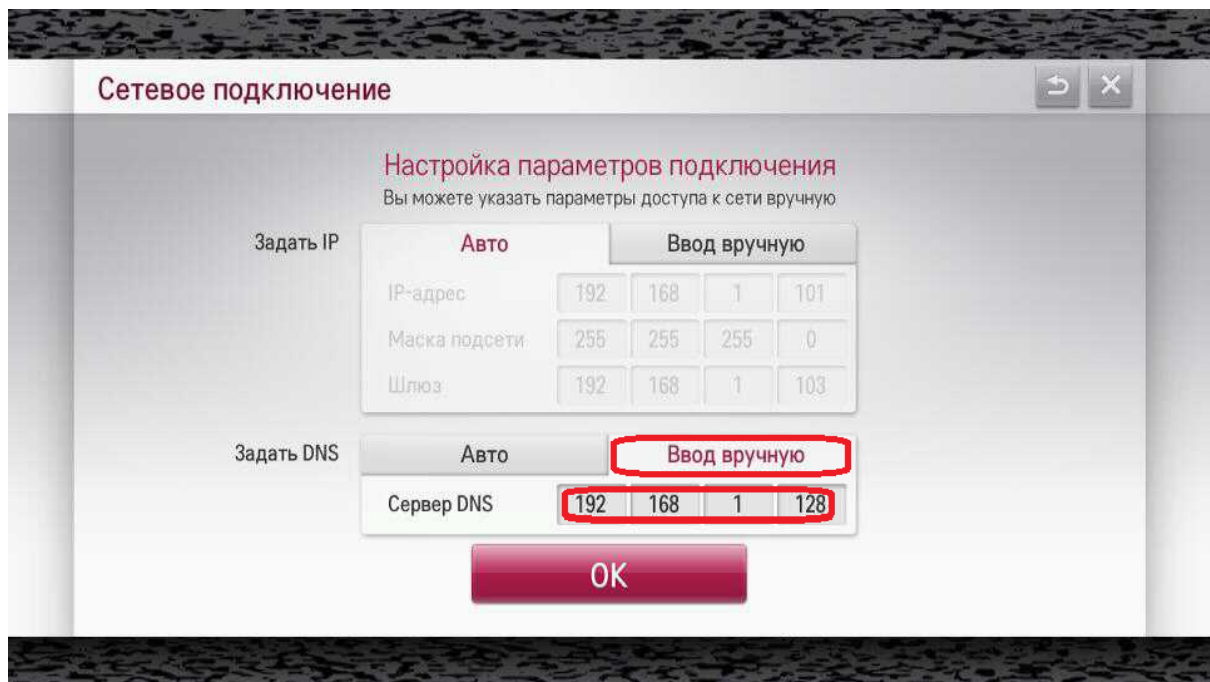 Сетевое подключение
Настройка параметров подключения
Вы можете указать параметры доступа к сети вручную
Задать IP Авто Ввод вручную
IP-адрес 192 168 1 101
Маска подсети 255 255 255 0
Шлюз 192 168 1 103
Задать DNS Авто Ввод вручную
Сервер DNS 192 168 1 128
OK